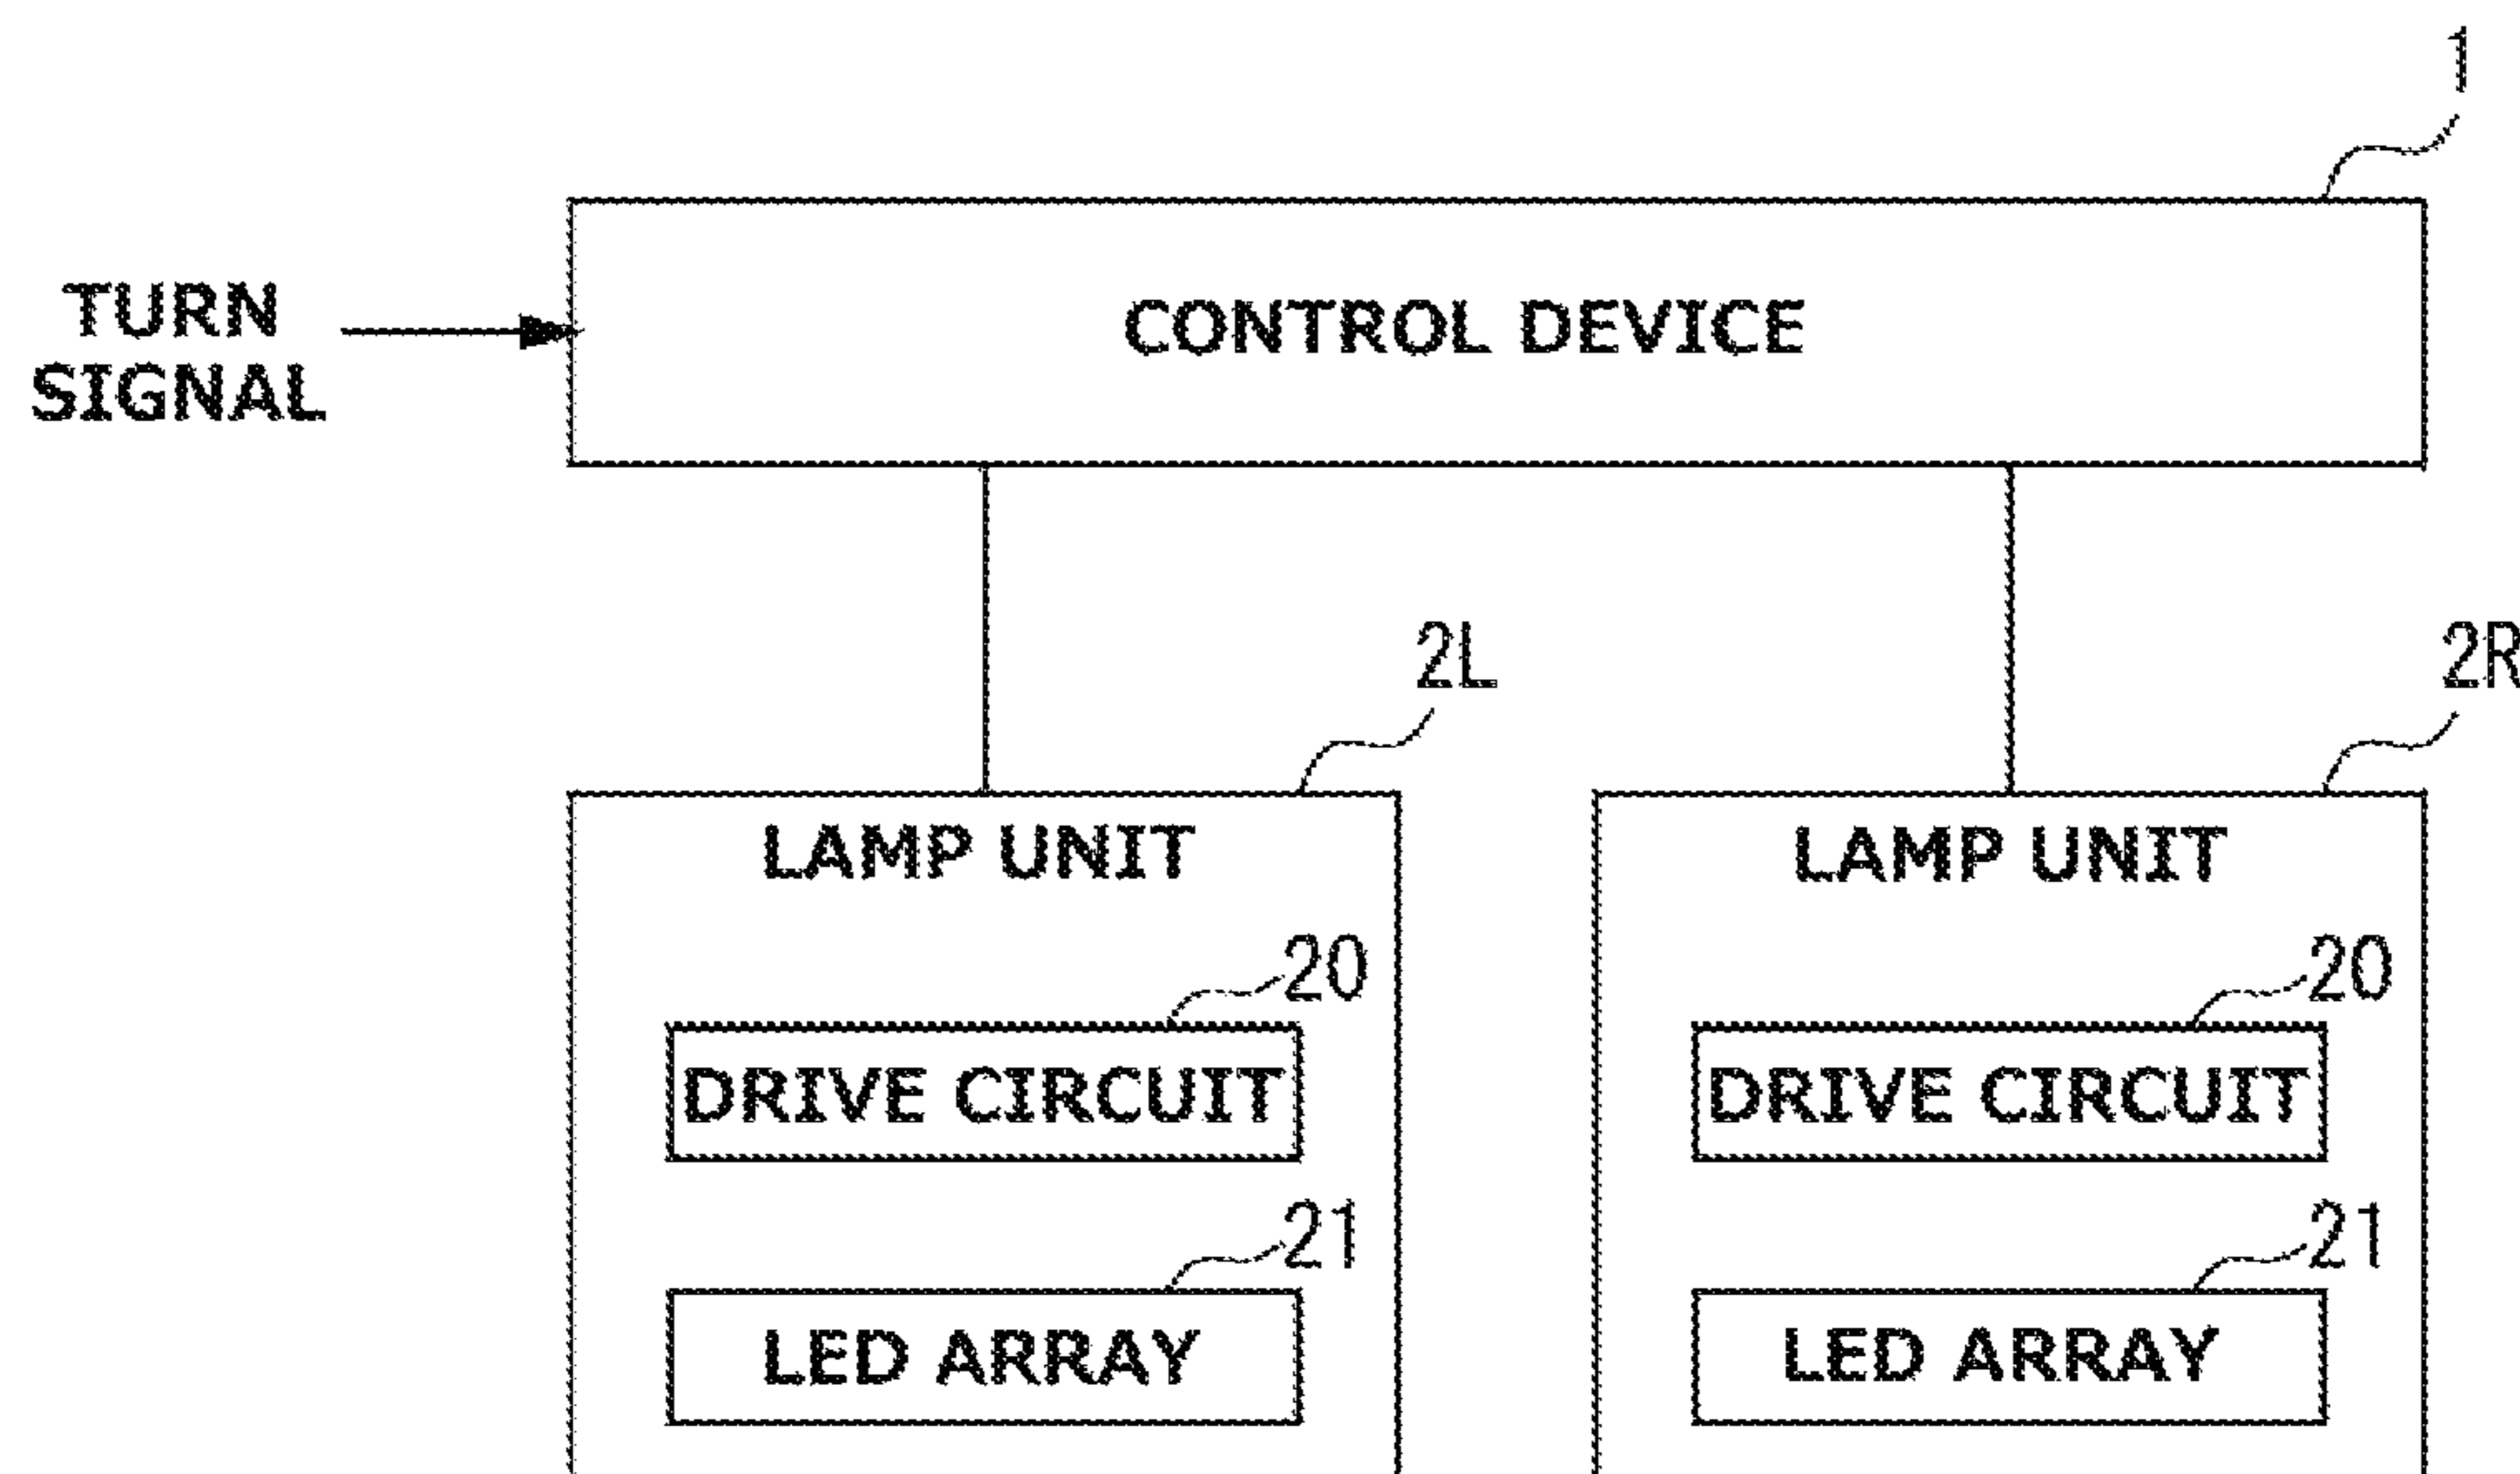 1
TURN
SIGNAL
CONTROL DEVICE
2L
2R
LAMP UNIT
LAMP UNIT
20
20
DRIVE CIRCUIT
DRIVE CIRCUIT
21
21
LED ARRAY
LED ARRAY